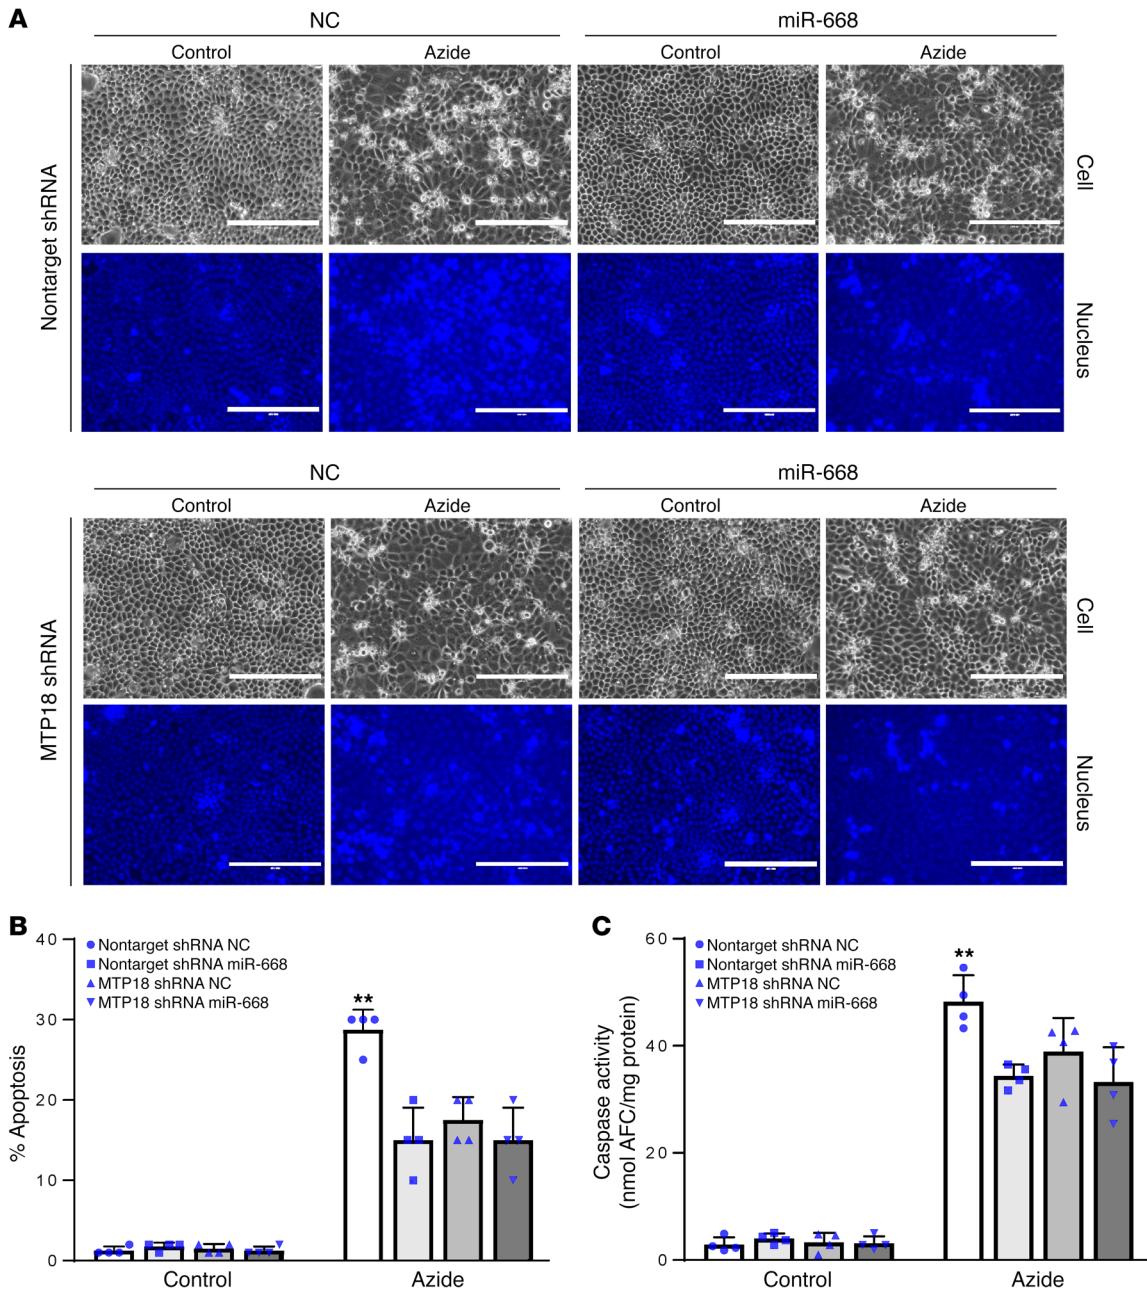 A
NC
miR-668
Control
Azide
Control
Azide
Nontarget shRNA
Cell
Nucleus
NC
miR-668
Control
Azide
Control
Azide
MTP18 shRNA
Cell
Nucleus
B
% Apoptosis
40
30
20
10
0
Nontarget shRNA NC
Nontarget shRNA miR-668
MTP18 shRNA NC
MTP18 shRNA miR-668
**
Control
Azide
C
Caspase activity
(nmol AFC/mg protein)
60
40
20
0
Nontarget shRNA NC
Nontarget shRNA miR-668
MTP18 shRNA NC
MTP18 shRNA miR-668
**
Control
Azide